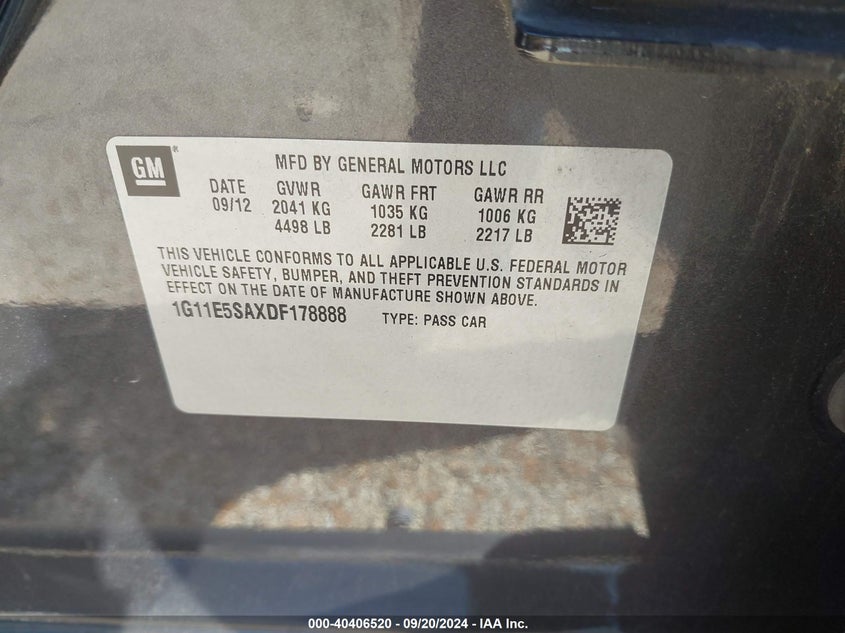 GM®
MFD BY GENERAL MOTORS LLC
DATE GVWR GAWR FRT GAWR RR
09/12 2041 KG 1035 KG 1006 KG
4498 LB 2281 LB 2217 LB
THIS VEHICLE CONFORMS TO ALL APPLICABLE U.S. FEDERAL MOTOR
VEHICLE SAFETY, BUMPER, AND THEFT PREVENTION STANDARDS IN
EFFECT ON THE DATE OF MANUFACTURE SHOWN ABOVE.
1G11E5SAXDF178888 TYPE: PASS CAR
000-40406520 - 09/20/2024 - IAA Inc.